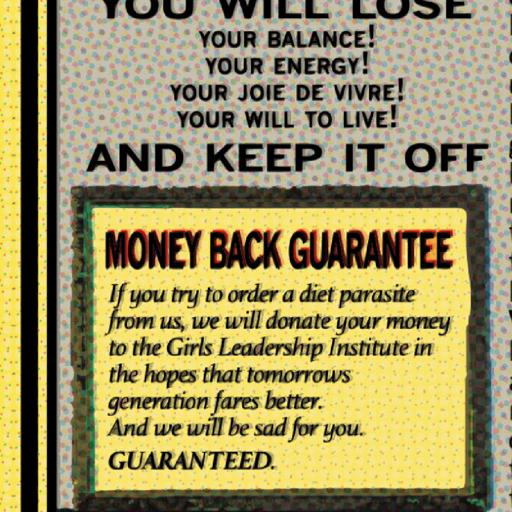 YOU WILL LOSE
YOUR BALANCE!
YOUR ENERGY!
YOUR JOIE DE VIVRE!
YOUR WILL TO LIVE!
AND KEEP IT OFF
MONEY BACK GUARANTEE
If you try to order a diet parasite
from us, we will donate your money
to the Girls Leadership Institute in
the hopes that tomorrows
generation fares better.
And we will be sad for you.
GUARANTEED.